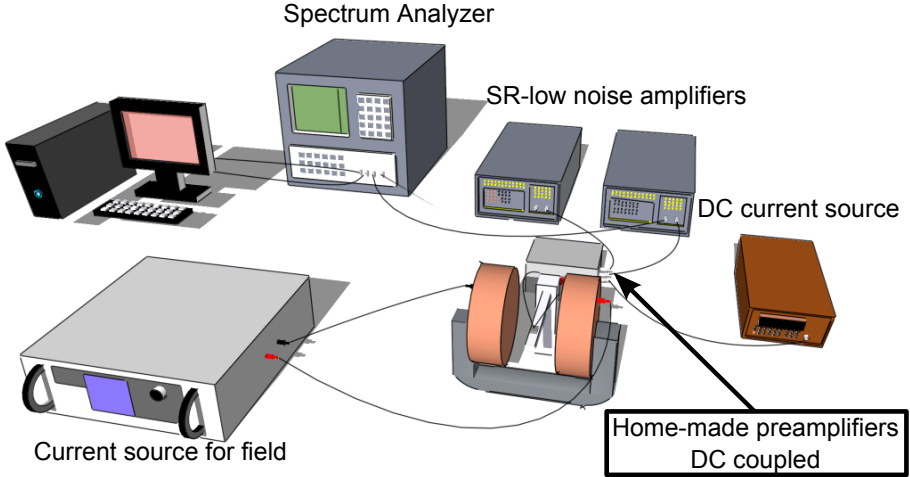 Spectrum Analyzer
SR-low noise amplifiers
DC current source
Current source for field
Home-made preamplifiers
DC coupled